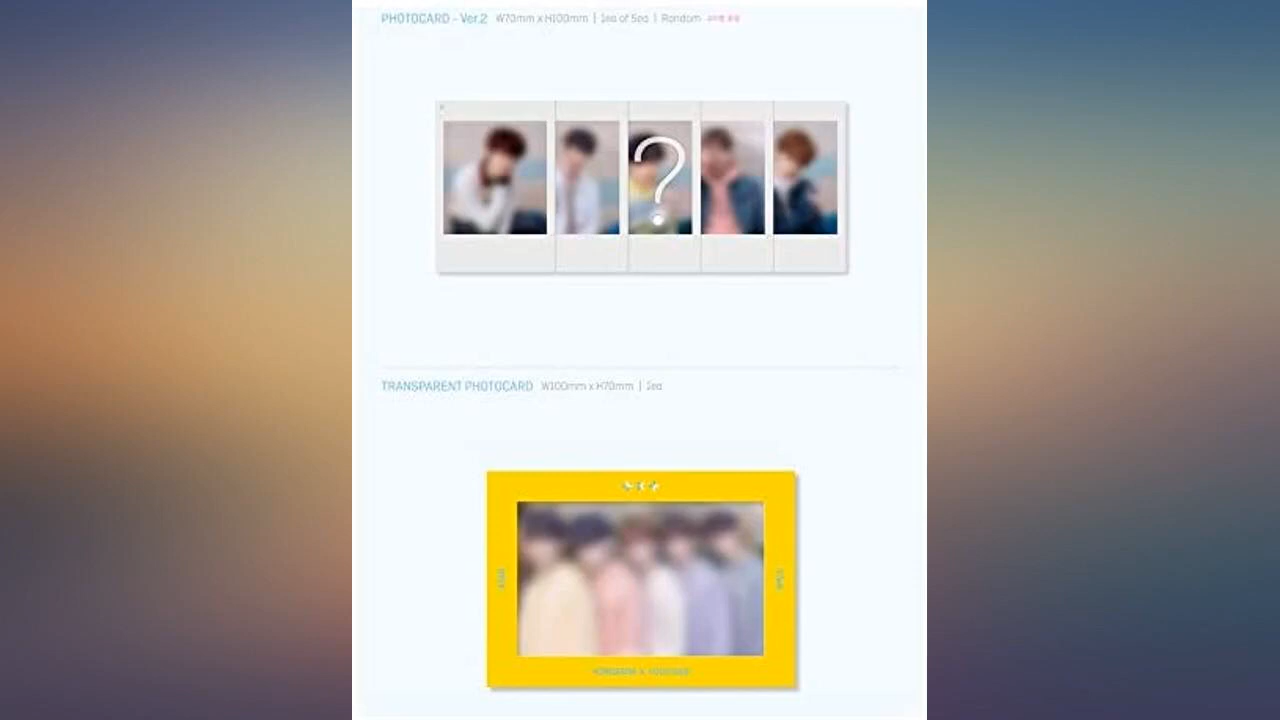 PHOTOCARD - Ver.2 W70mm x H100mm | 1ea of 5ea | Random
?
TRANSPARENT PHOTOCARD W100mm x H70mm | 1ea